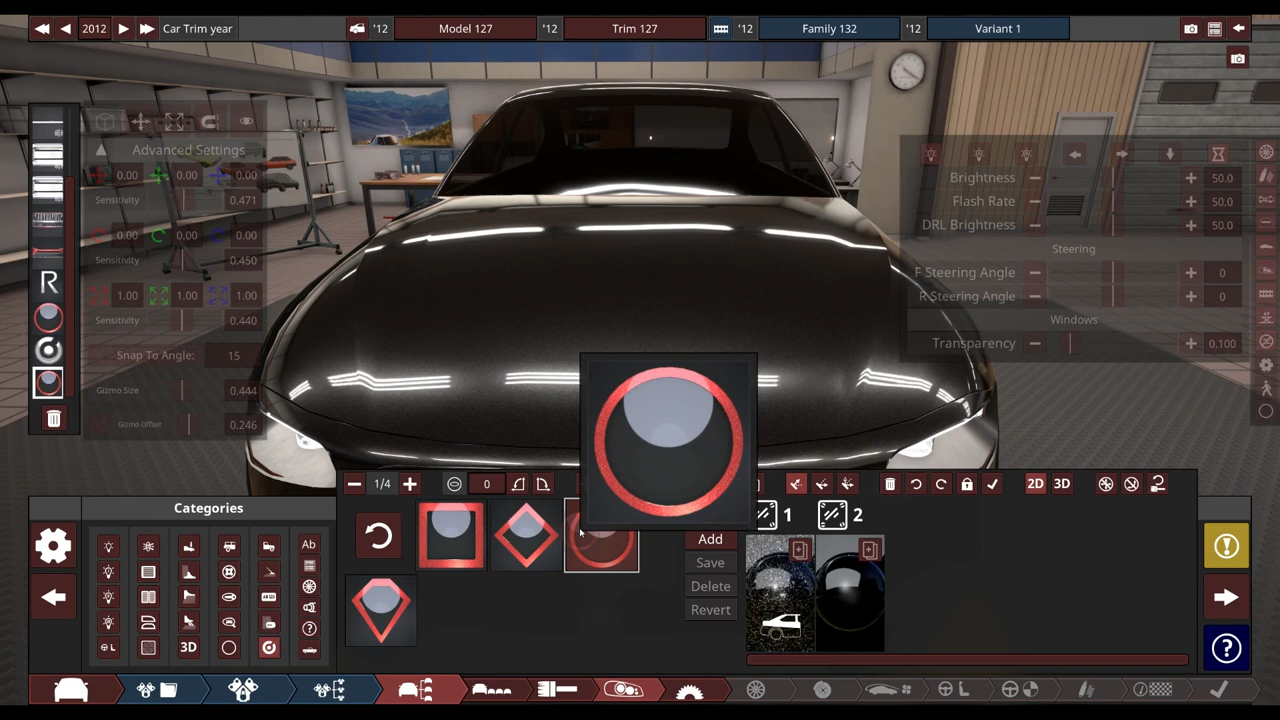 2012 Car Trim year '12 Model 127 '12 Trim 127 '12 Family 132 '12 Variant 1
Advanced Settings
0.00 0.00 0.00
Sensitivity 0.471
0.00 0.00 0.00
Sensitivity 0.450
1.00 1.00 1.00
Sensitivity 0.440
Snap To Angle: 15
Gizmo Size 0.444
Gizmo Offset 0.246
R
Brightness 50.0
Flash Rate 50.0
DRL Brightness 50.0
Steering
F Steering Angle 0
R Steering Angle 0
Windows
Transparency 0.100
1/4 0 2D 3D
Categories
Ab
L 3D
1 2
Add
Save
Delete
Revert